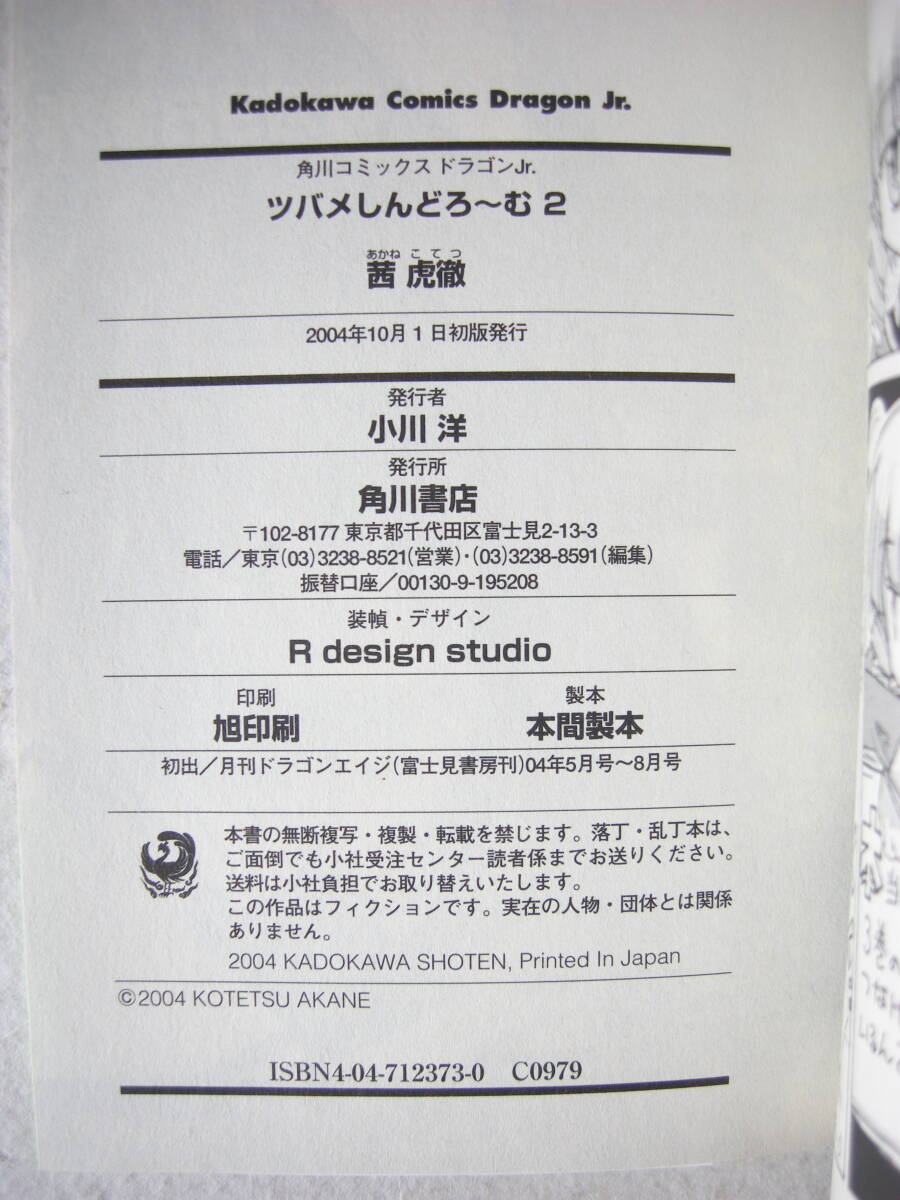 Kadokawa Comics Dragon Jr.
角川コミックス ドラゴンJr.
ツバメしんどろ〜む 2
あかね こてつ
茜 虎徹
2004年10月1日初版発行
発行者
小川 洋
発行所
角川書店
〒102-8177 東京都千代田区富士見2-13-3
電話／東京(03)3238-8521(営業)・(03)3238-8591(編集)
振替口座／00130-9-195208
装幀・デザイン
R design studio
印刷
旭印刷
製本
本間製本
初出／月刊ドラゴンエイジ(富士見書房刊)04年5月号〜8月号
本書の無断複写・複製・転載を禁じます。落丁・乱丁本は、
ご面倒でも小社受注センター読者係までお送りください。
送料は小社負担でお取り替えいたします。
この作品はフィクションです。実在の人物・団体とは関係
ありません。
2004 KADOKAWA SHOTEN, Printed In Japan
©2004 KOTETSU AKANE
ISBN4-04-712373-0 C0979
3巻の
つなげ
いるん